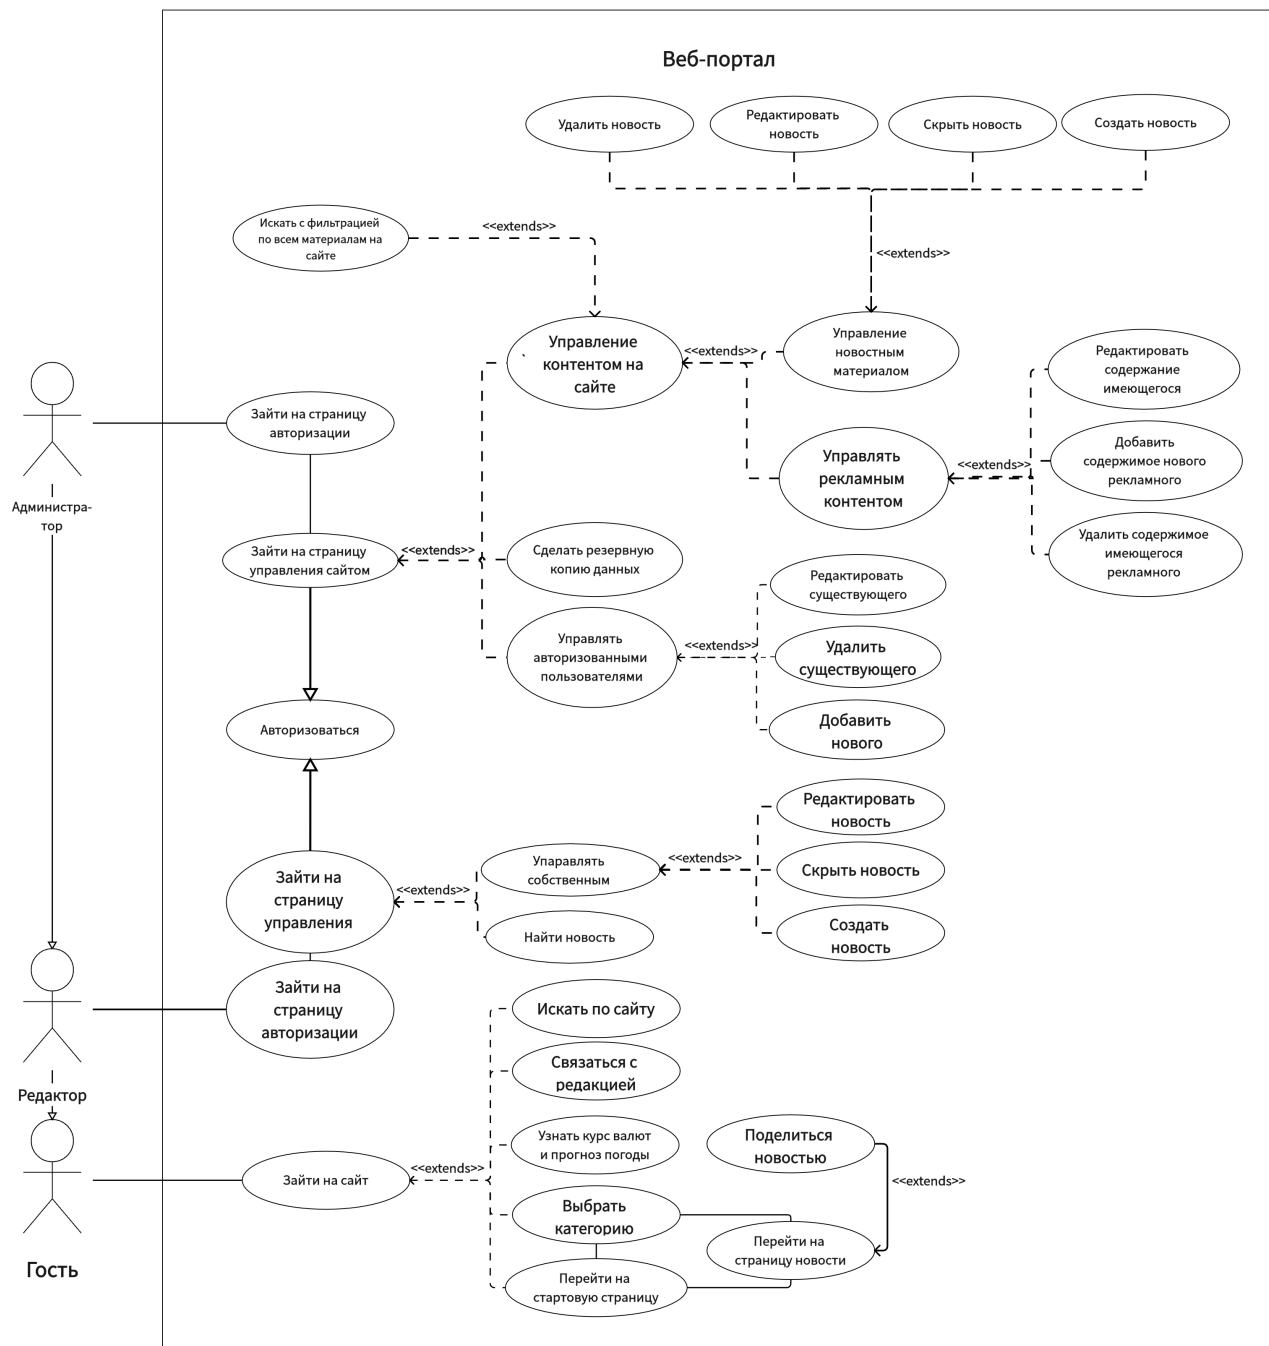 Веб-портал
Удалить новость
Редактировать
новость
Скрыть новость
Создать новость
Искать с фильтрацией
по всем материалам на
сайте
<<extends>>
<<extends>>
Управление
контентом на
сайте
<<extends>>
Управление
новостным
материалом
Редактировать
содержание
имеющегося
Зайти на страницу
авторизации
Управлять
рекламным
контентом
<<extends>>
Добавить
содержимое нового
рекламного
Администра-
тор
Зайти на страницу
управления сайтом
<<extends>>
Сделать резервную
копию данных
Удалить содержимое
имеющегося
рекламного
Редактировать
существующего
Управлять
авторизованными
пользователями
<<extends>>
Удалить
существующего
Авторизоваться
Добавить
нового
Редактировать
новость
Зайти на
страницу
управления
<<extends>>
Упаравлять
собственным
<<extends>>
Скрыть новость
Найти новость
Создать
новость
Зайти на
страницу
авторизации
Искать по сайту
Связаться с
редакцией
Редактор
Узнать курс валют
и прогноз погоды
Поделиться
новостью
Зайти на сайт
<<extends>>
<<extends>>
Выбрать
категорию
Перейти на
страницу новости
Гость
Перейти на
стартовую страницу